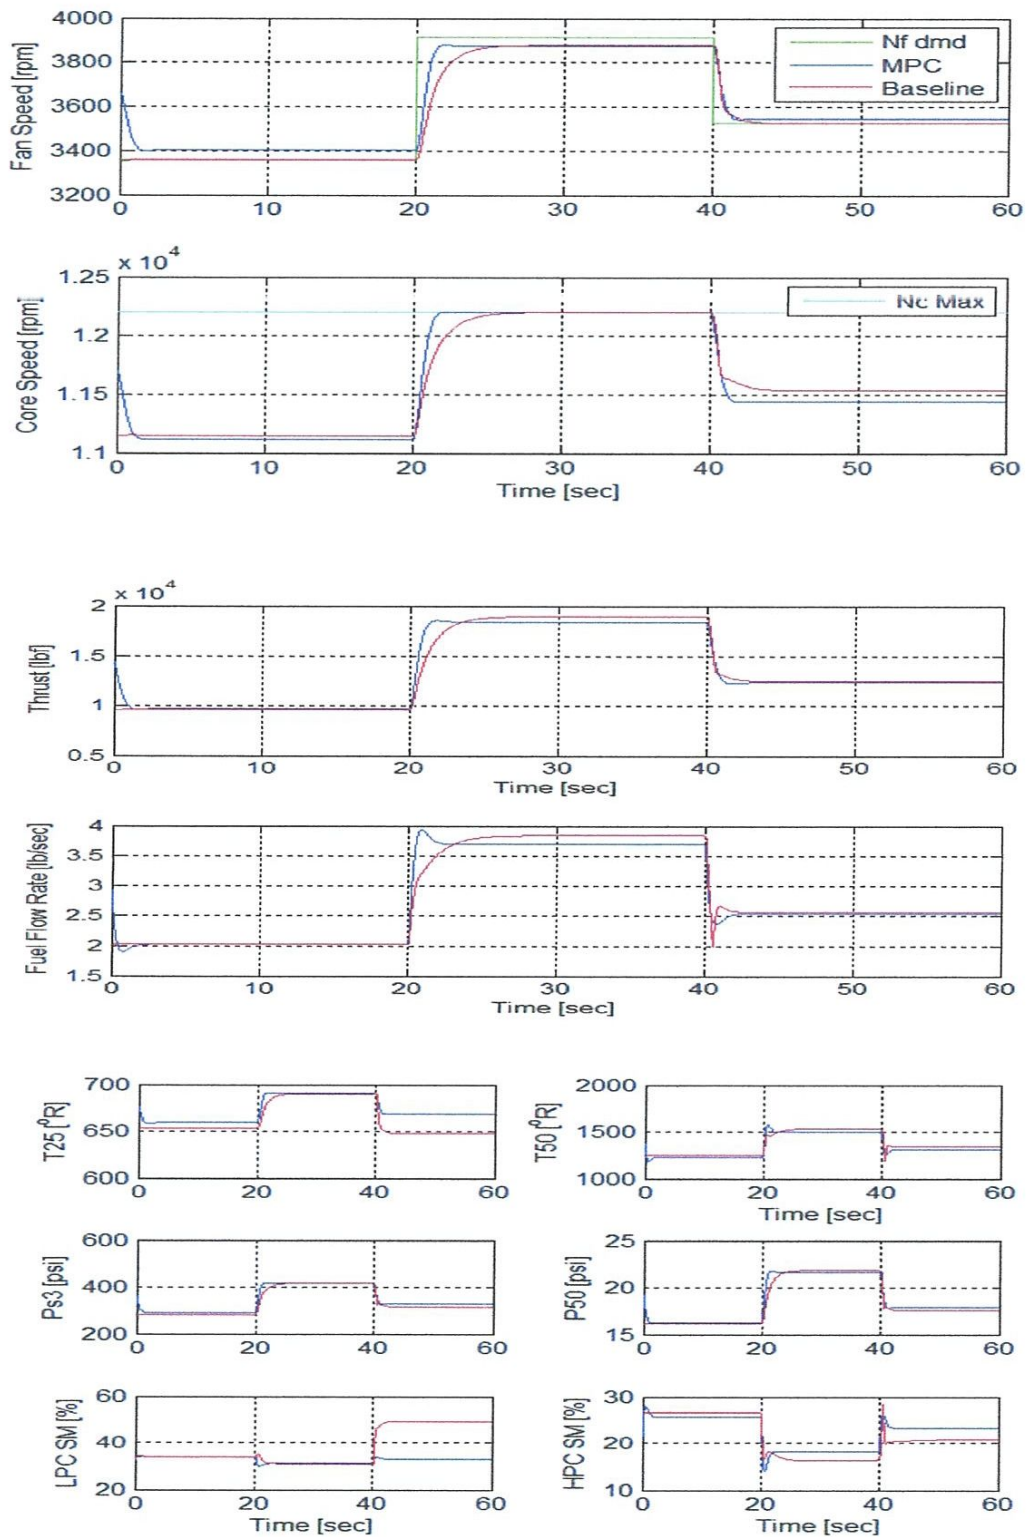 4000
3800
3600
3400
3200
Fan Speed [rpm]
Nf dmd
MPC
Baseline
0 10 20 30 40 50 60
x 10^4
1.25
1.2
1.15
1.1
Core Speed [rpm]
Nc Max
0 10 20 30 40 50 60
Time [sec]
x 10^4
2
1.5
1
0.5
Thrust [lbf]
0 10 20 30 40 50 60
Time [sec]
4
3.5
3
2.5
2
1.5
Fuel Flow Rate [lb/sec]
0 10 20 30 40 50 60
Time [sec]
700
650
600
T25 [⁰R]
0 20 40 60
2000
1500
1000
T50 [⁰R]
0 20 40 60
Time [sec]
600
400
200
Ps3 [psi]
0 20 40 60
25
20
15
P50 [psi]
0 20 40 60
60
40
20
LPC SM [%]
0 20 40 60
Time [sec]
30
20
10
HPC SM [%]
0 20 40 60
Time [sec]